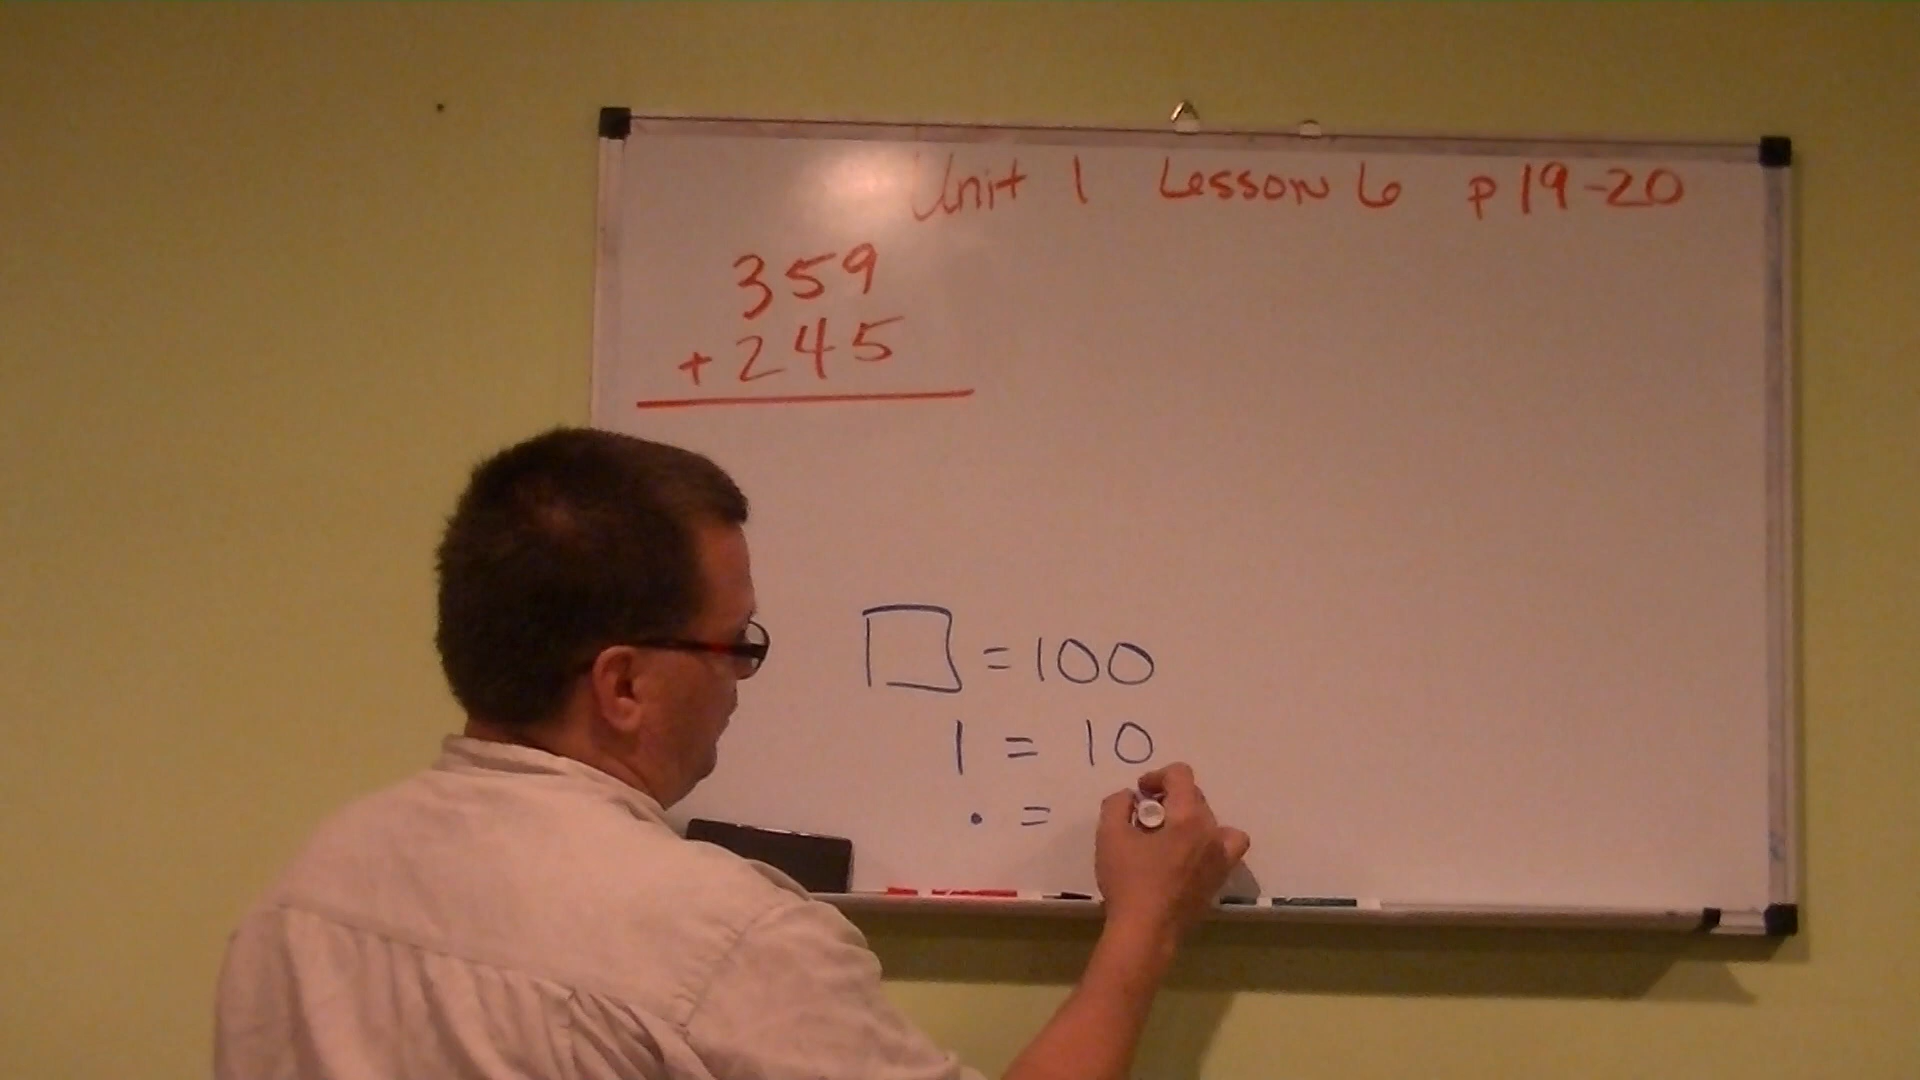 Unit 1 Lesson 6 p 19-20
359
+ 245
□ = 100
| = 10
• =